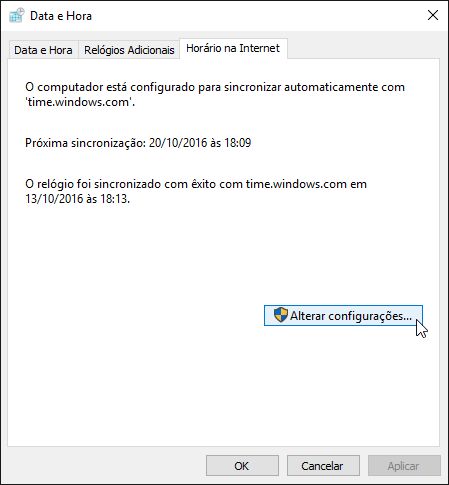 Data e Hora
Data e Hora
Relógios Adicionais
Horário na Internet
O computador está configurado para sincronizar automaticamente com
'time.windows.com'.
Próxima sincronização: 20/10/2016 às 18:09
O relógio foi sincronizado com êxito com time.windows.com em
13/10/2016 às 18:13.
Alterar configurações...
OK
Cancelar
Aplicar